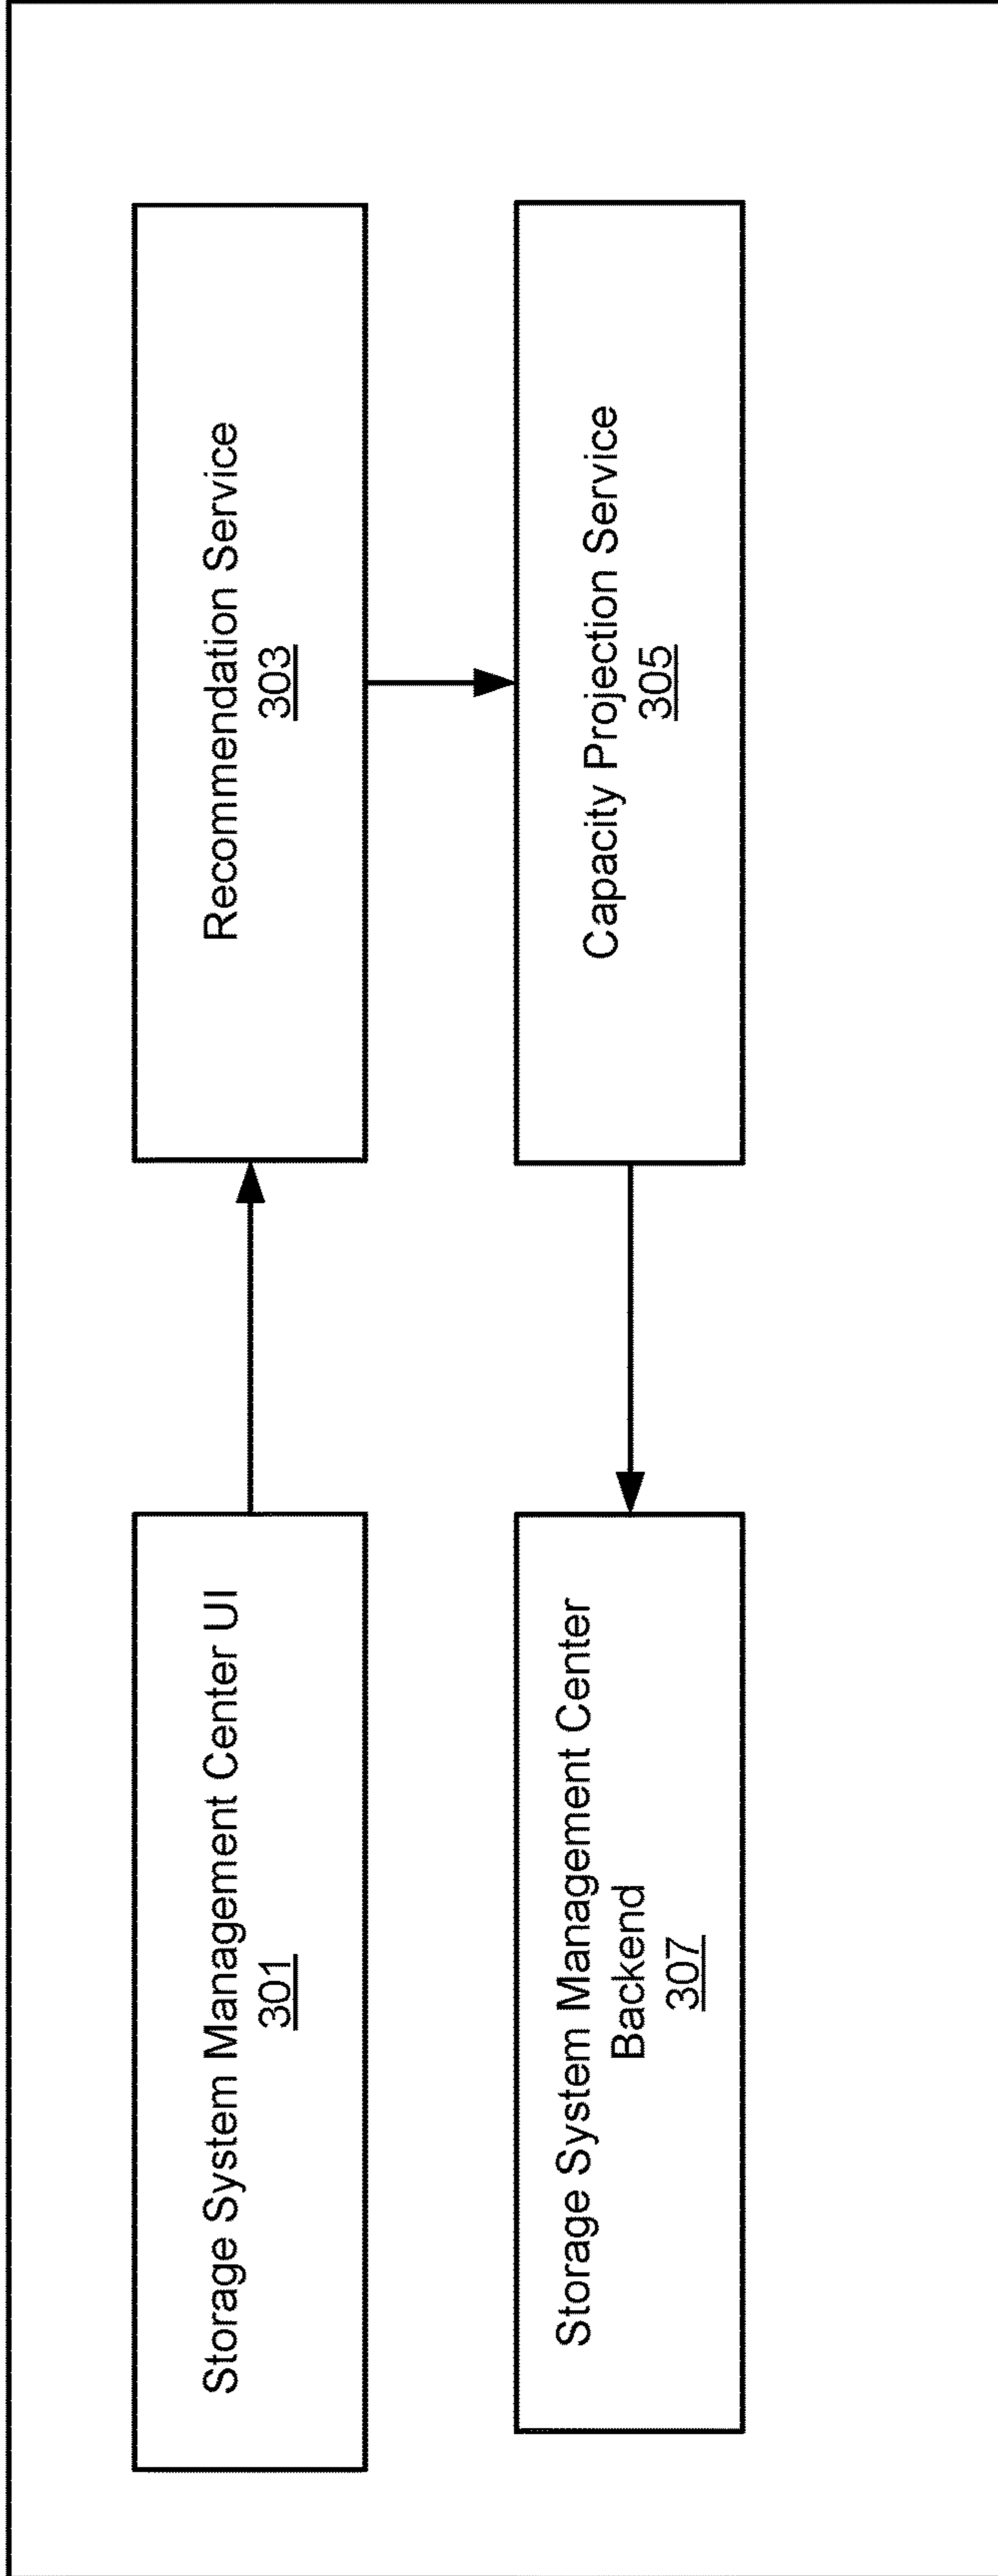 Storage System Management Center UI
301
Recommendation Service
303
Capacity Projection Service
305
Storage System Management Center
Backend
307